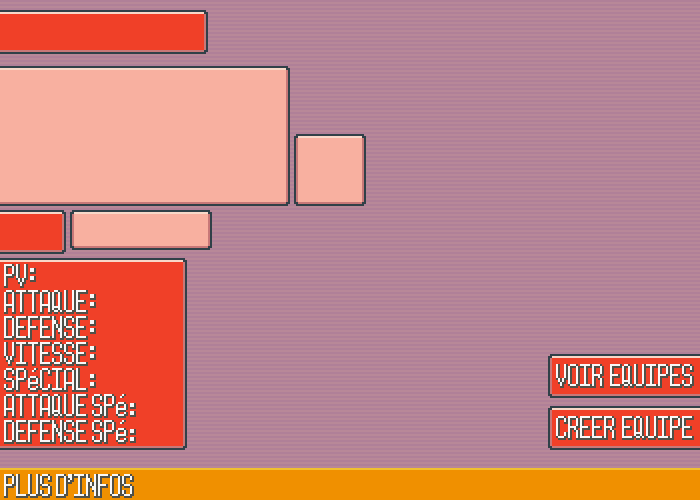 PV:
ATTAQUE:
DEFENSE:
VITESSE:
SPéCIAL:
ATTAQUE SPé:
DEFENSE SPé:
VOIR EQUIPES
CREER EQUIPE
PLUS D'INFOS